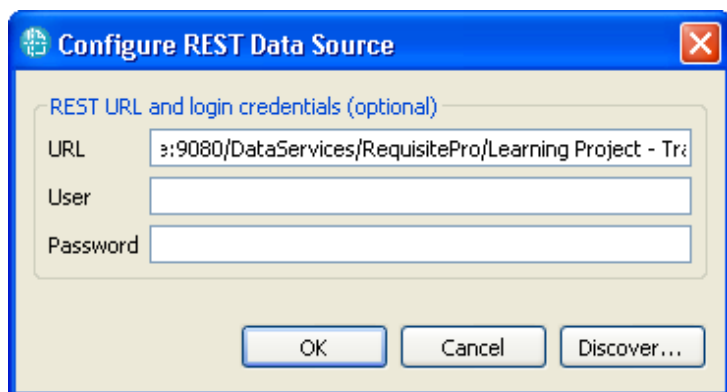 Configure REST Data Source
REST URL and login credentials (optional)
URL :9080/DataServices/RequisitePro/Learning Project - Tra
User
Password
OK Cancel Discover...